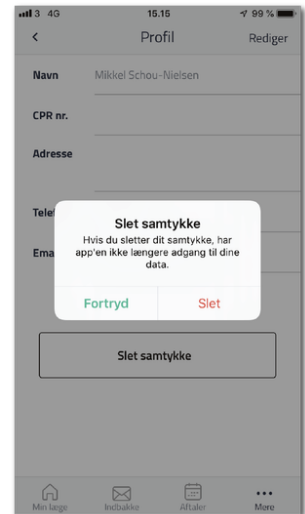 3 4G 15.15 99 %
< Profil Rediger
Navn Mikkel Schou-Nielsen
CPR nr.
Adresse
Telef
Ema
Slet samtykke
Hvis du sletter dit samtykke, har
app'en ikke længere adgang til dine
data.
Fortryd Slet
Slet samtykke
Min læge Indbakke Aftaler More